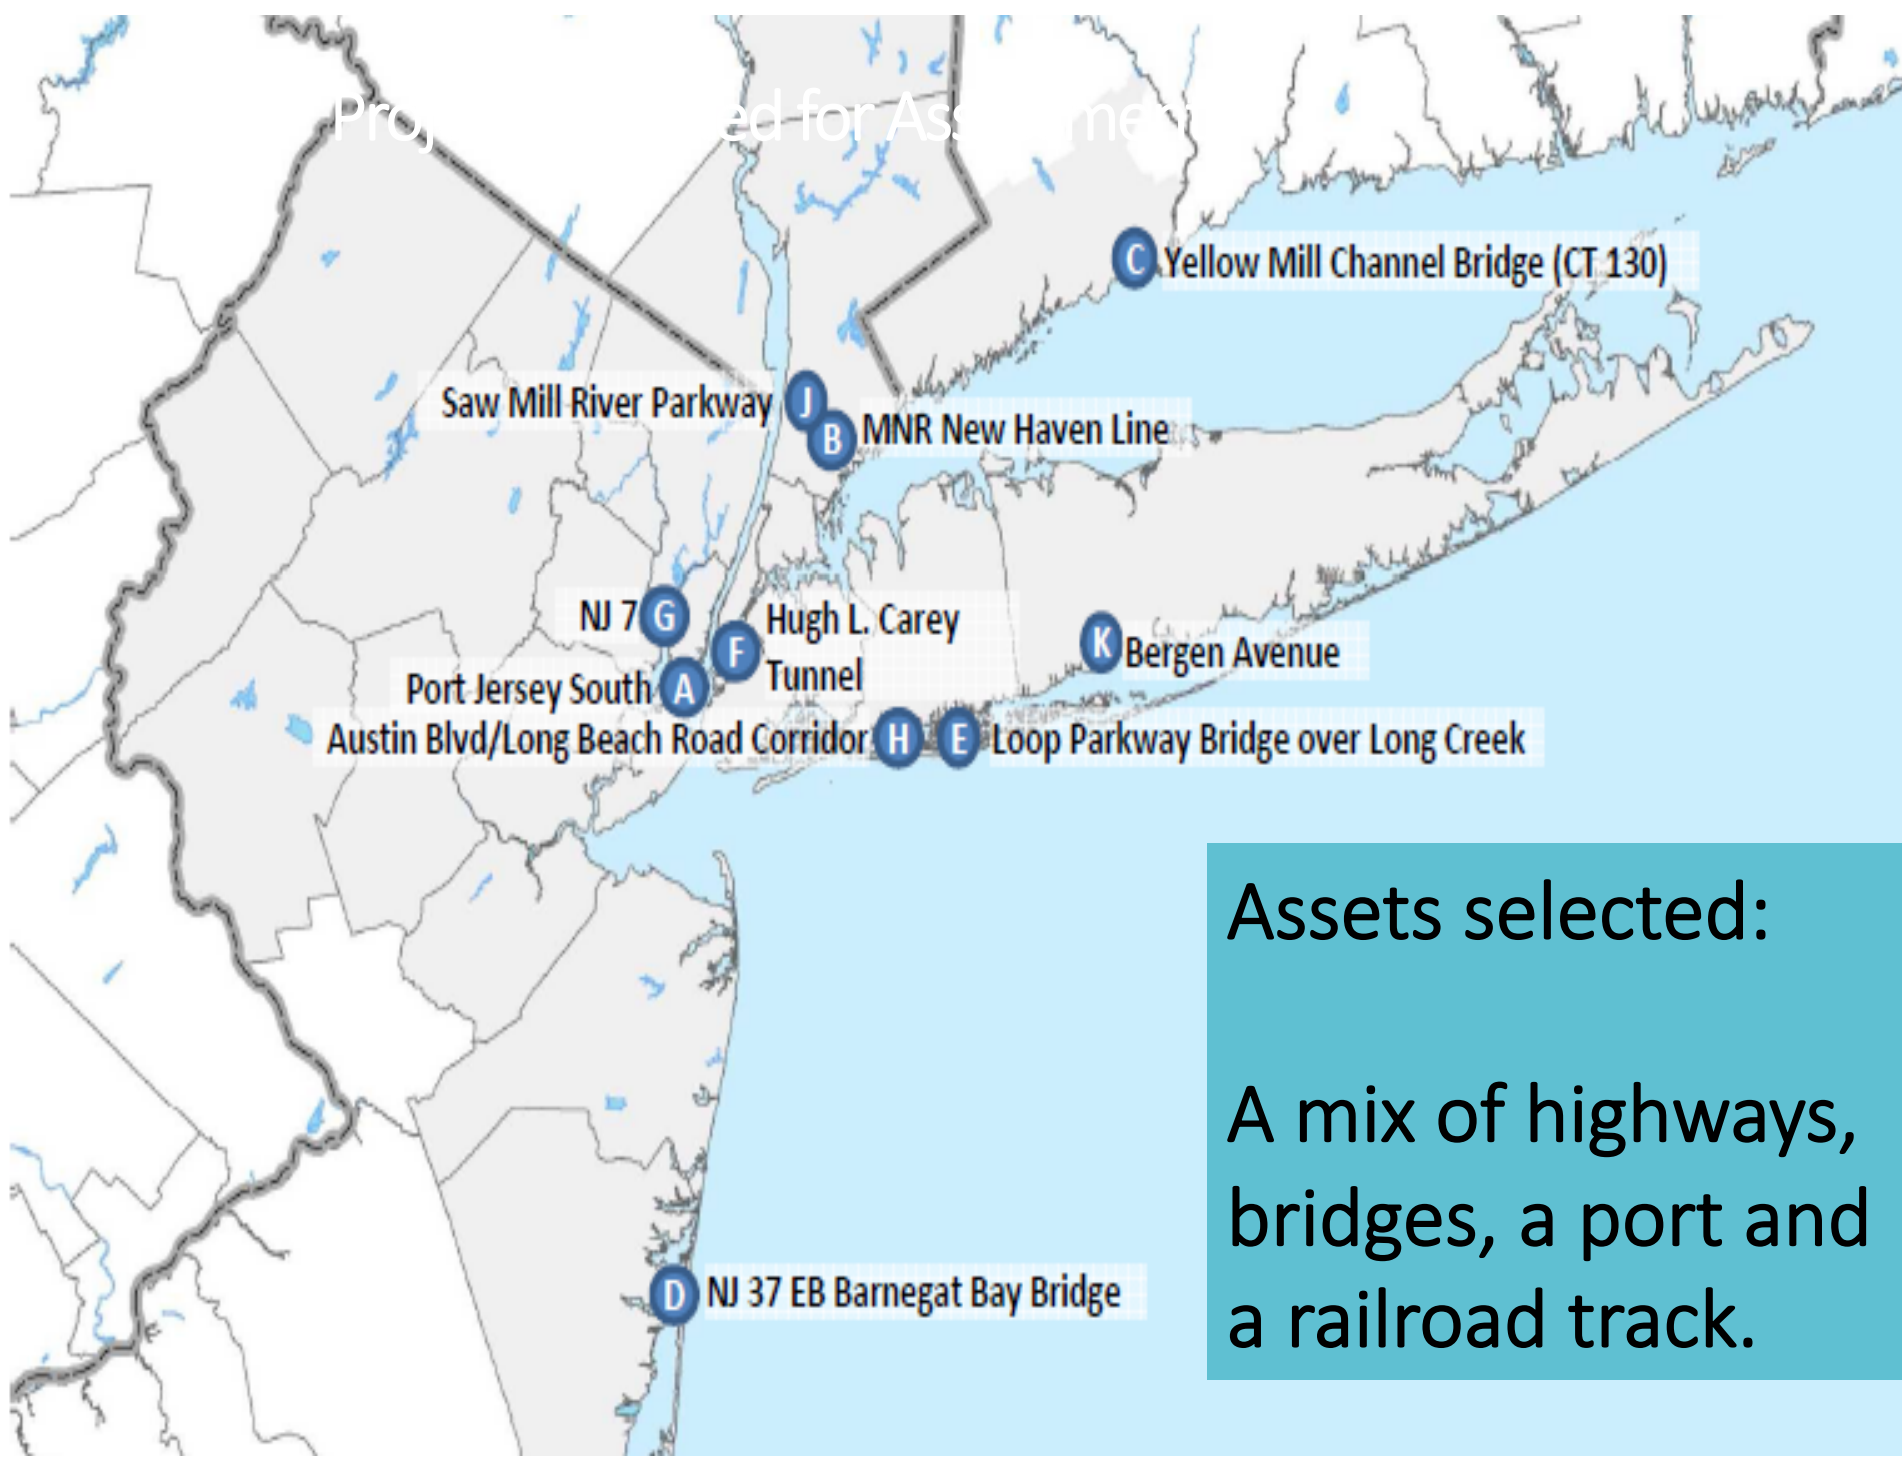 for
C Yellow Mill Channel Bridge (CT 130)
Saw Mill River Parkway J
B MNR New Haven Line
NJ 7 G
F Hugh L. Carey
Tunnel
K Bergen Avenue
Port Jersey South A
Austin Blvd/Long Beach Road Corridor H
E Loop Parkway Bridge over Long Creek
Assets selected:
A mix of highways,
bridges, a port and
a railroad track.
D NJ 37 EB Barnegat Bay Bridge